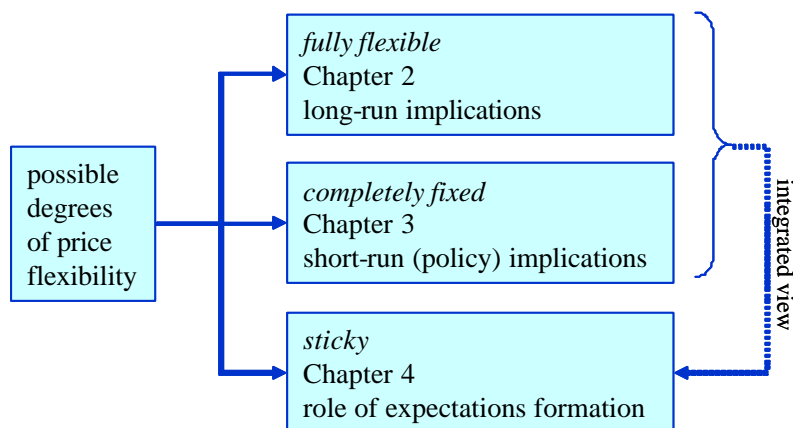 possible
degrees
of price
flexibility
fully flexible
Chapter 2
long-run implications
completely fixed
Chapter 3
short-run (policy) implications
sticky
Chapter 4
role of expectations formation
integrated view